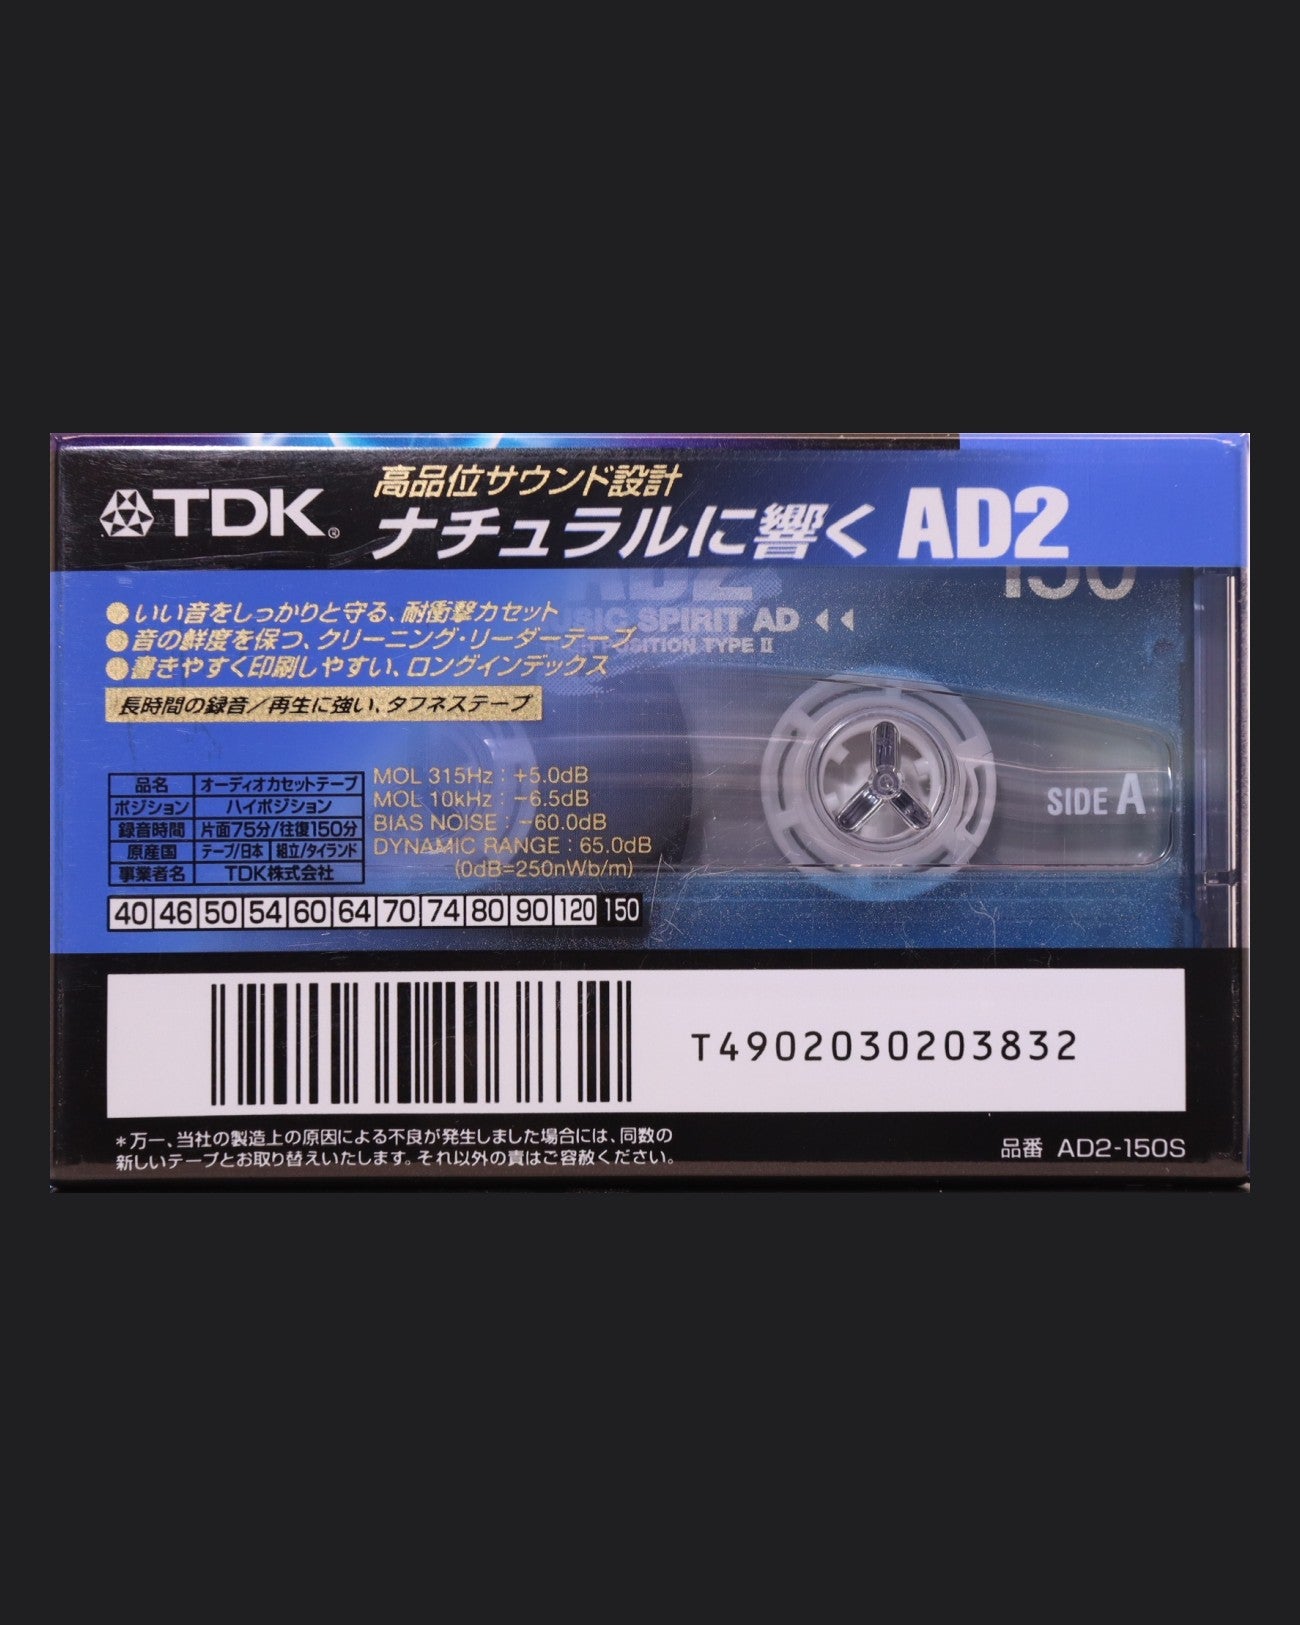 TDK®
高品位サウンド設計
ナチュラルに響く AD2
150
SPIRIT AD ◀◀
POSITION TYPE II
●いい音をしっかりと守る、耐衝撃カセット
●音の鮮度を保つ、クリーニング・リーダーテープ
●書きやすく印刷しやすい、ロングインデックス
長時間の録音/再生に強い、タフネステープ
SIDE A
品名 オーディオカセットテープ
ポジション ハイポジション
録音時間 片面75分/往復150分
原産国 テープ/日本 組立/タイランド
事業者名 TDK株式会社
MOL 315Hz : +5.0dB
MOL 10kHz : -6.5dB
BIAS NOISE : -60.0dB
DYNAMIC RANGE : 65.0dB
(0dB=250nWb/m)
40 46 50 54 60 64 70 74 80 90 120 150
T4902030203832
*万一、当社の製造上の原因による不良が発生しました場合には、同数の
新しいテープとお取り替えいたします。それ以外の責はご容赦ください。
品番 AD2-150S